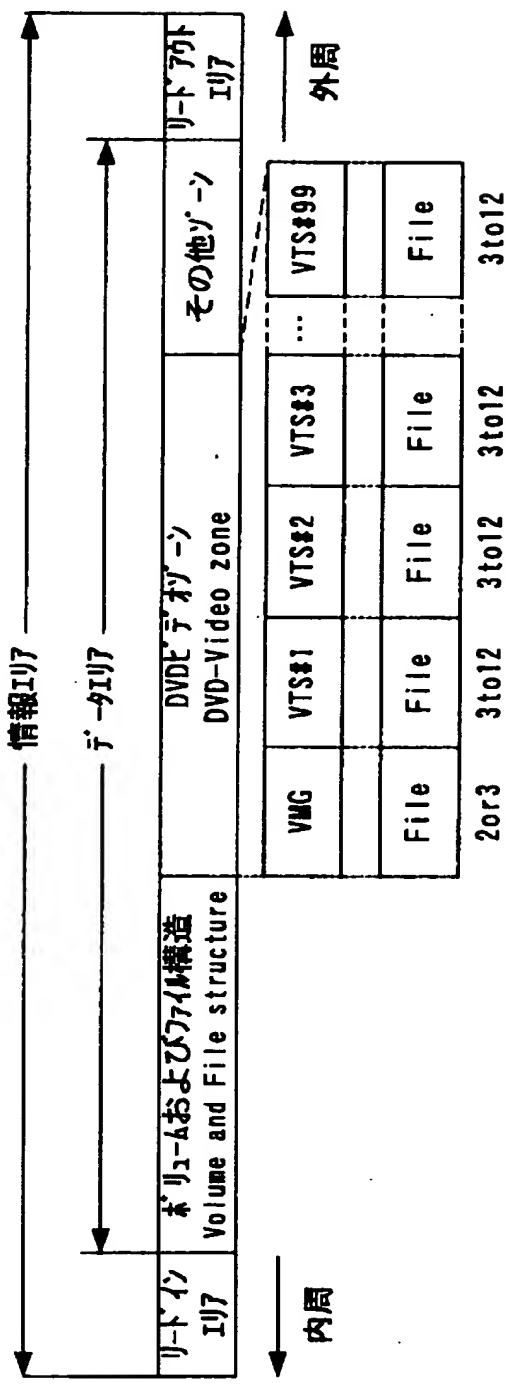 情報エリア
データエリア
リードイン
エリア
ボリュームおよびファイル構造
Volume and File structure
DVDビデオゾーン
DVD-Video zone
その他ゾーン
リードアウト
エリア
内周
外周
VMG
VTS#1
VTS#2
VTS#3
...
VTS#99
File
File
File
File
File
2or3
3to12
3to12
3to12
3to12